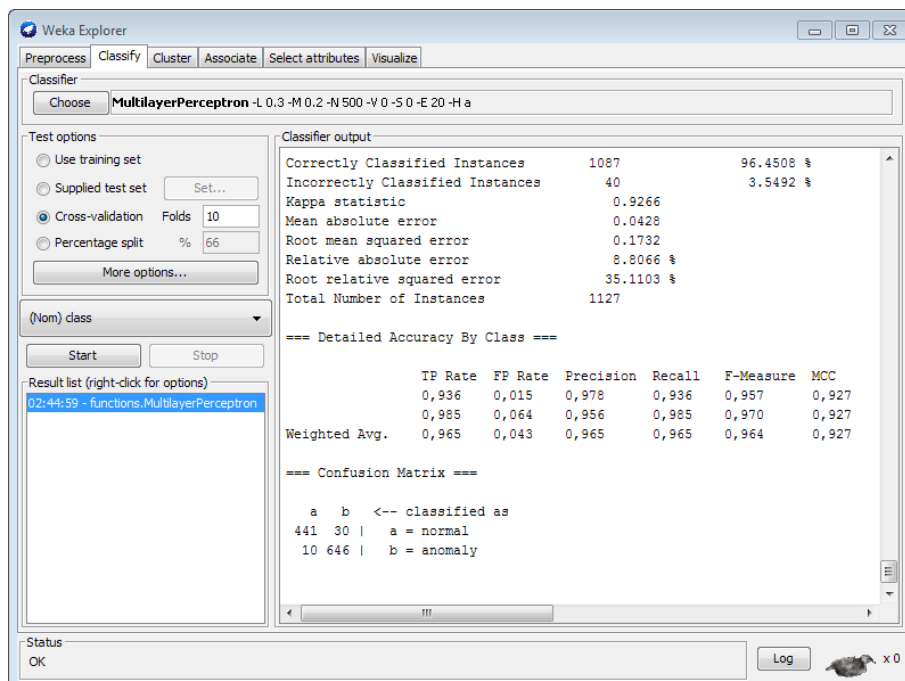 Weka Explorer
Preprocess Classify Cluster Associate Select attributes Visualize
Classifier
Choose MultilayerPerceptron -L 0.3 -M 0.2 -N 500 -V 0 -S 0 -E 20 -H a
Test options
Use training set
Supplied test set Set...
Cross-validation Folds 10
Percentage split % 66
More options...
(Nom) class
Start Stop
Result list (right-click for options)
02:44:59 - functions.MultilayerPerceptron
Classifier output
Correctly Classified Instances 1087 96.4508 %
Incorrectly Classified Instances 40 3.5492 %
Kappa statistic 0.9266
Mean absolute error 0.0428
Root mean squared error 0.1732
Relative absolute error 8.8066 %
Root relative squared error 35.1103 %
Total Number of Instances 1127
=== Detailed Accuracy By Class ===
TP Rate FP Rate Precision Recall F-Measure MCC
0,936 0,015 0,978 0,936 0,957 0,927
0,985 0,064 0,956 0,985 0,970 0,927
Weighted Avg. 0,965 0,043 0,965 0,965 0,964 0,927
=== Confusion Matrix ===
a b <-- classified as
441 30 | a = normal
10 646 | b = anomaly
Status
OK
Log x 0